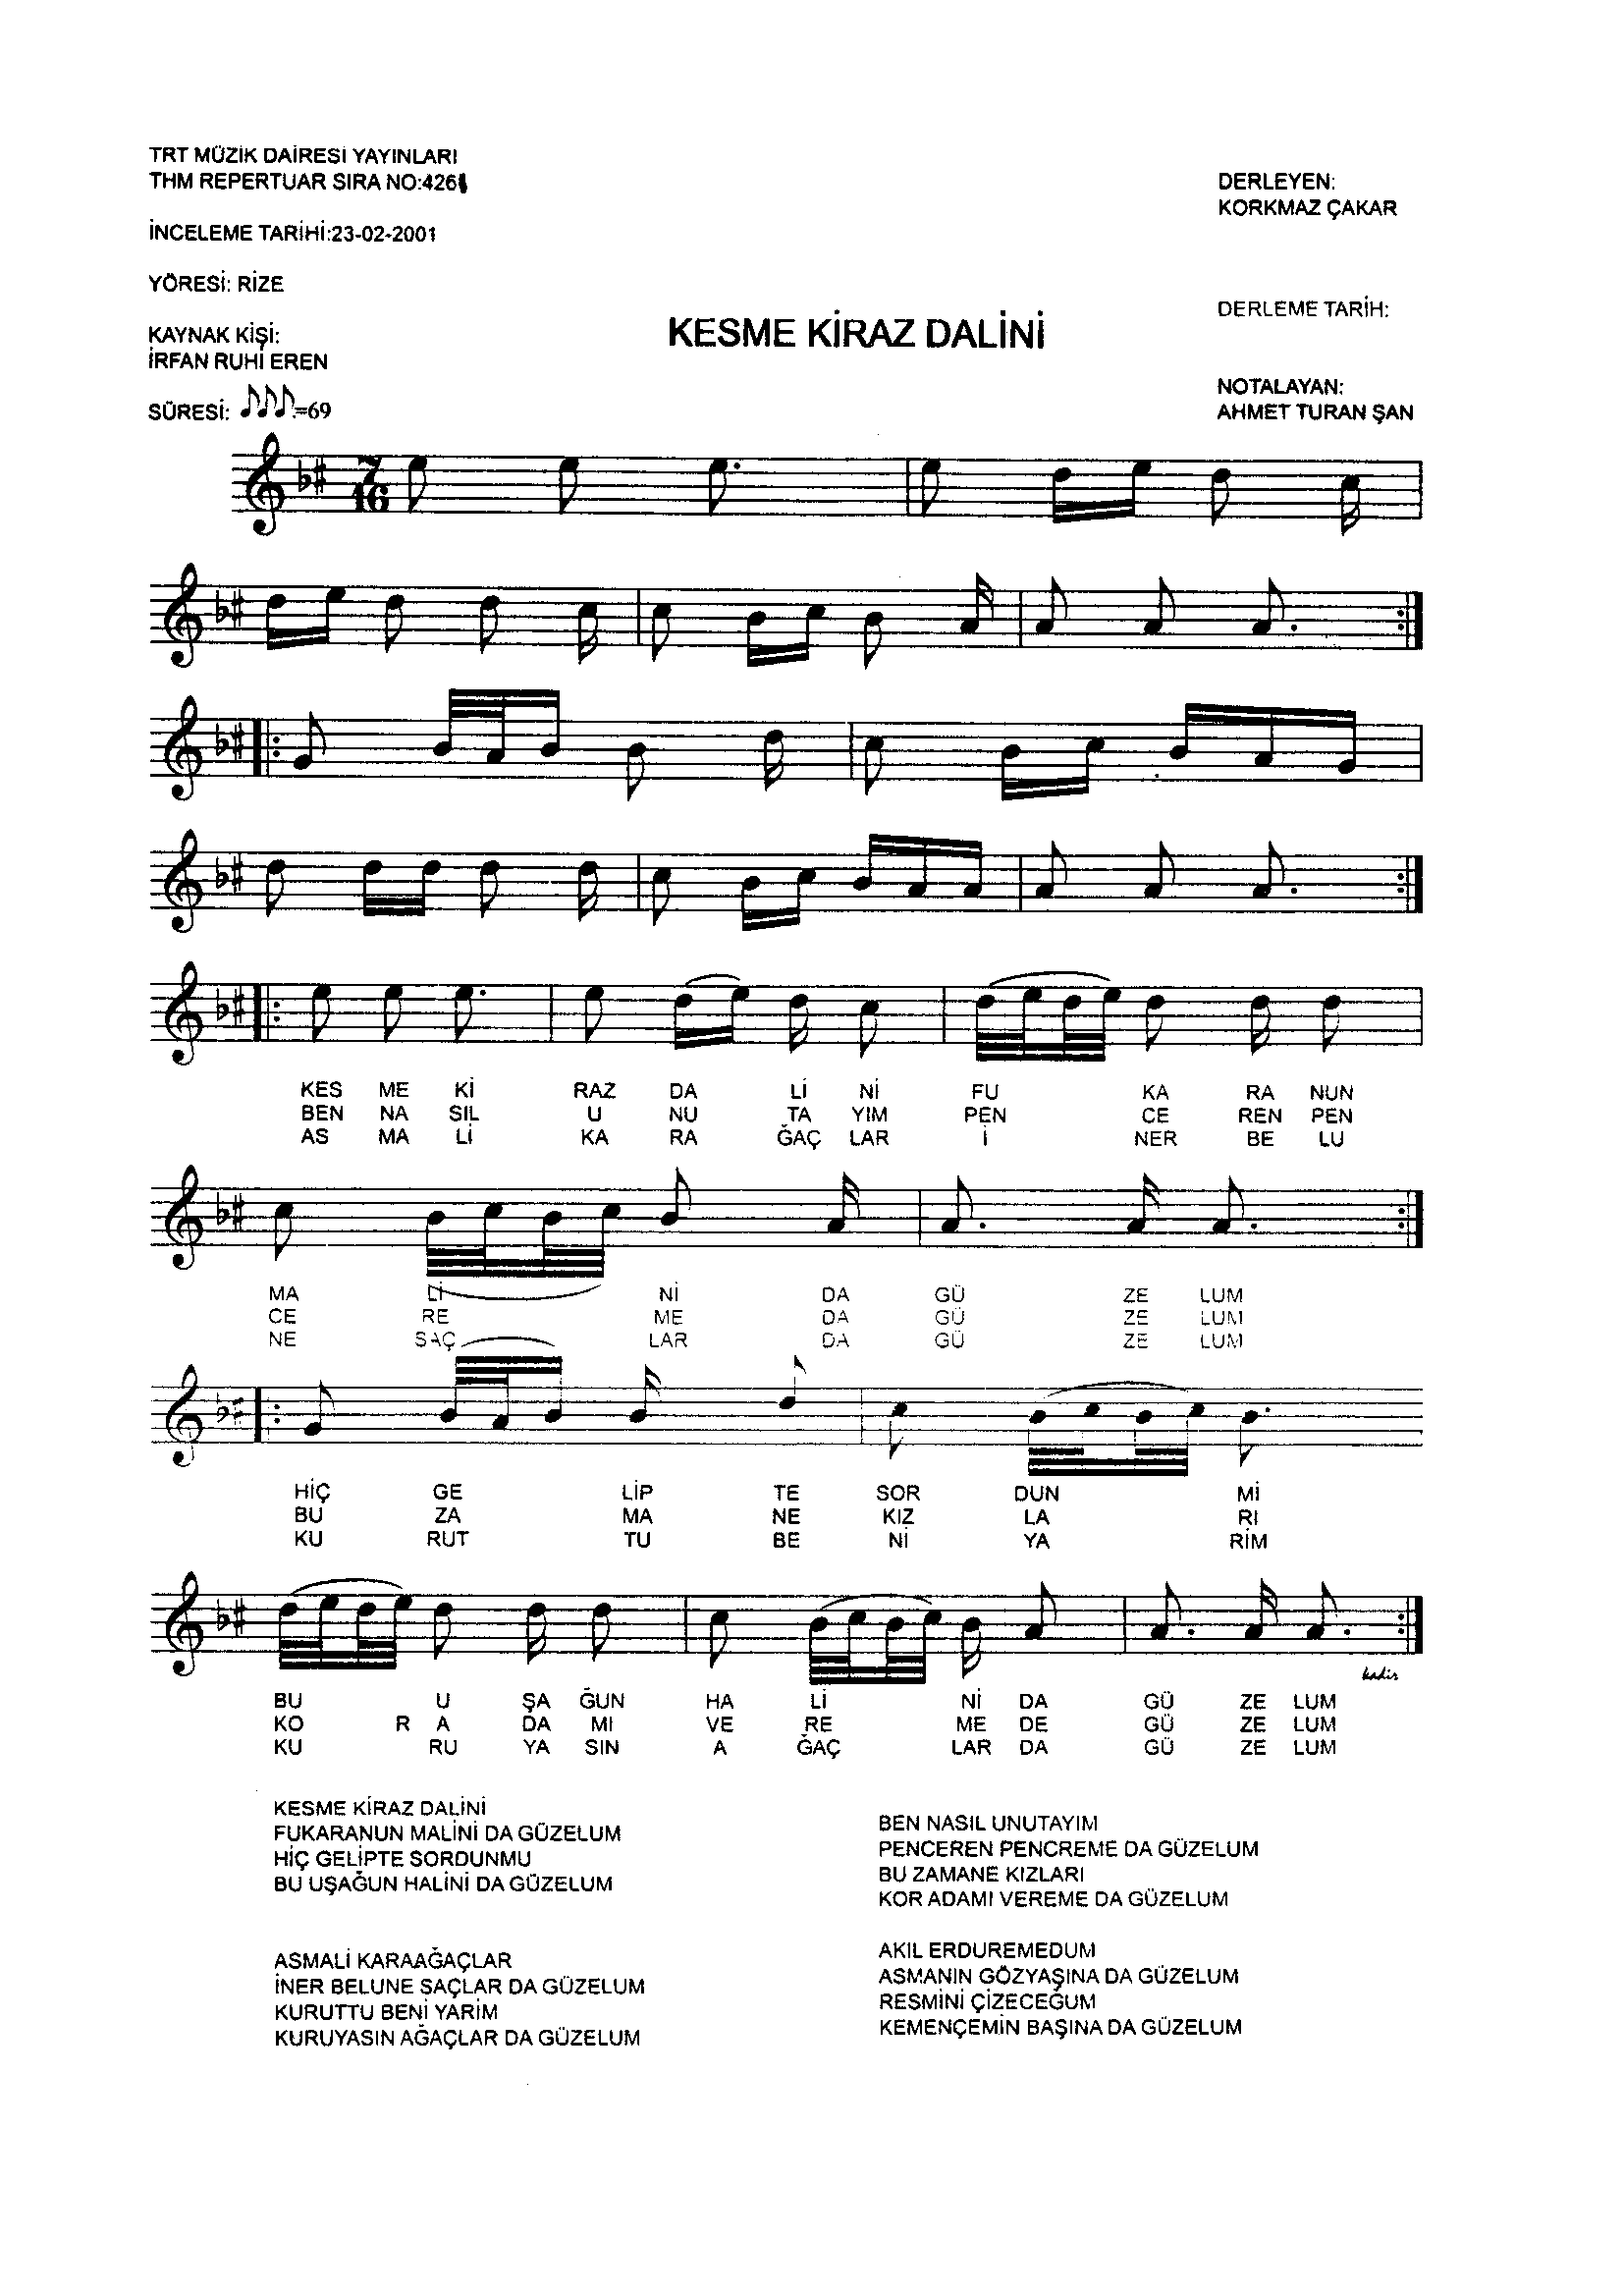 TRT MÜZİK DAİRESİ YAYINLARI
THM REPERTUAR SIRA NO:4261
İNCELEME TARİHİ:23-02-2001
YÖRESİ: RİZE
KAYNAK KİŞİ:
İRFAN RUHİ EREN
SÜRESİ: ♪♪♪.=69
KESME KİRAZ DALİNİ
DERLEYEN:
KORKMAZ ÇAKAR
DERLEME TARİH:
NOTALAYAN:
AHMET TURAN ŞAN
7
16
KES ME Kİ RAZ DA Lİ Nİ FU KA RA NUN
BEN NA SIL U NU TA YIM PEN CE REN PEN
AS MA Lİ KA RA ĞAÇ LAR İ NER BE LU
MA Lİ Nİ DA GÜ ZE LUM
CE RE ME DA GÜ ZE LUM
NE SAÇ LAR DA GÜ ZE LUM
HİÇ GE LİP TE SOR DUN Mİ
BU ZA MA NE KIZ LA RI
KU RUT TU BE Nİ YA RİM
kadir
BU U ŞA ĞUN HA Lİ Nİ DA GÜ ZE LUM
KO R A DA MI VE RE ME DE GÜ ZE LUM
KU RU YA SIN A ĞAÇ LAR DA GÜ ZE LUM
KESME KİRAZ DALİNİ
FUKARANUN MALİNİ DA GÜZELUM
HİÇ GELİPTE SORDUNMU
BU UŞAĞUN HALİNİ DA GÜZELUM
BEN NASIL UNUTAYIM
PENCEREN PENCREME DA GÜZELUM
BU ZAMANE KIZLARI
KOR ADAMI VEREME DA GÜZELUM
ASMALİ KARAAĞAÇLAR
İNER BELUNE SAÇLAR DA GÜZELUM
KURUTTU BENİ YARİM
KURUYASIN AĞAÇLAR DA GÜZELUM
AKIL ERDUREMEDUM
ASMANIN GÖZYAŞINA DA GÜZELUM
RESMİNİ ÇİZECEĞUM
KEMENÇEMİN BAŞINA DA GÜZELUM